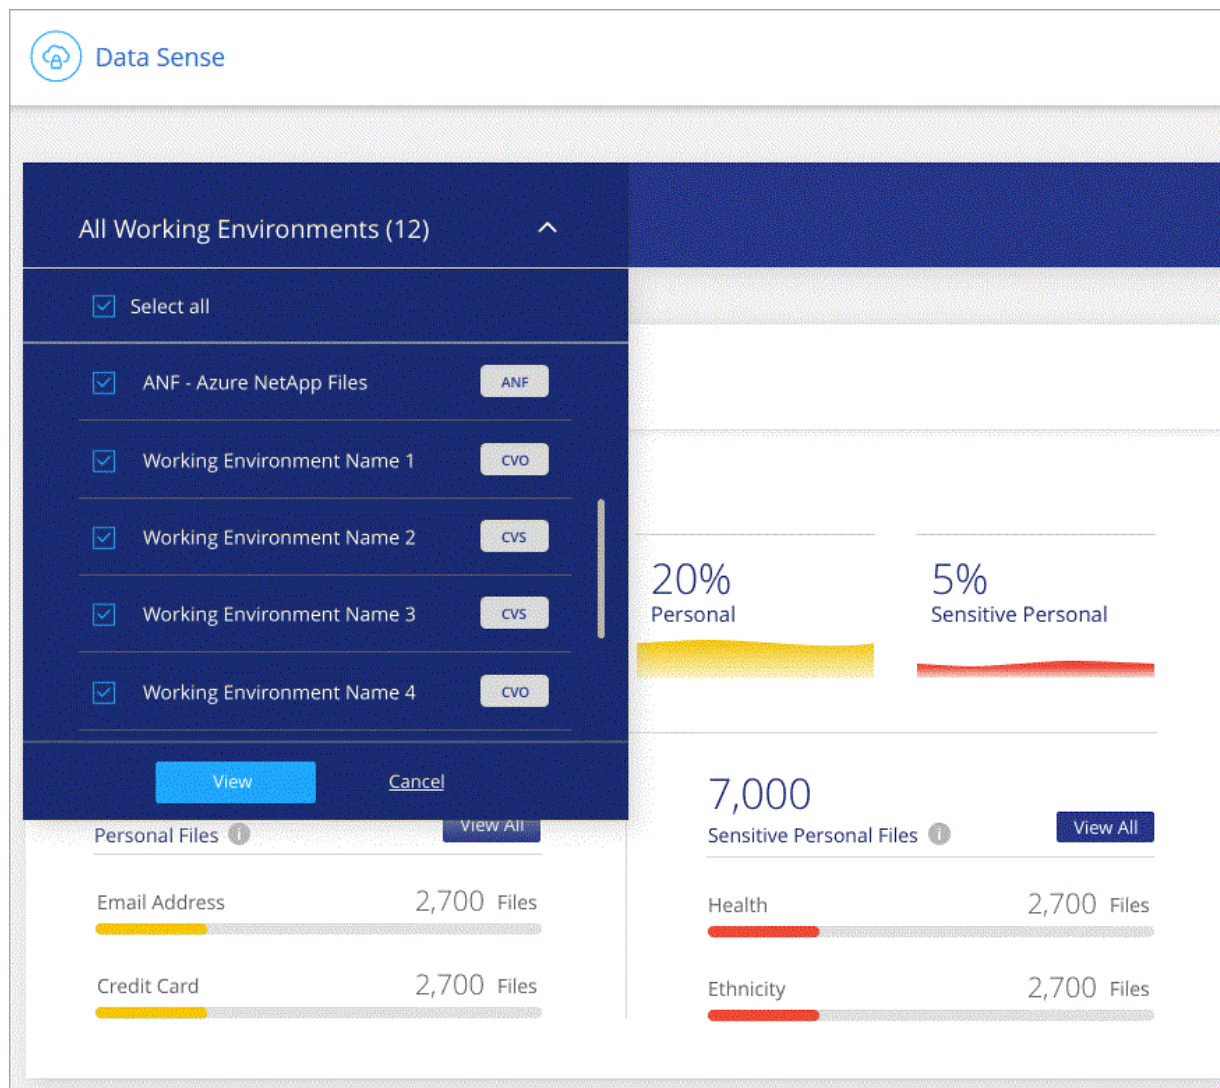 Data Sense
All Working Environments (12)
Select all
ANF - Azure NetApp Files ANF
Working Environment Name 1 CVO
Working Environment Name 2 CVS
Working Environment Name 3 CVS
Working Environment Name 4 CVO
View Cancel
20%
Personal
5%
Sensitive Personal
Personal Files i View All
Email Address 2,700 Files
Credit Card 2,700 Files
7,000
Sensitive Personal Files i View All
Health 2,700 Files
Ethnicity 2,700 Files